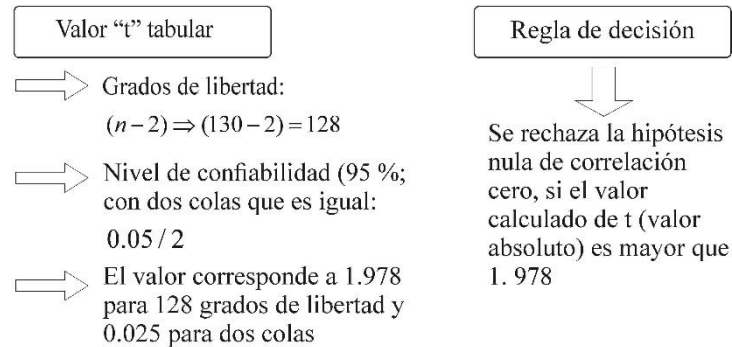 Valor “t” tabular
Grados de libertad:
(n−2)⇒(130−2)=128
Nivel de confiabilidad (95 %;
con dos colas que es igual:
0.05 / 2
El valor corresponde a 1.978
para 128 grados de libertad y
0.025 para dos colas
Regla de decisión
Se rechaza la hipótesis
nula de correlación
cero, si el valor
calculado de t (valor
absoluto) es mayor que
1. 978